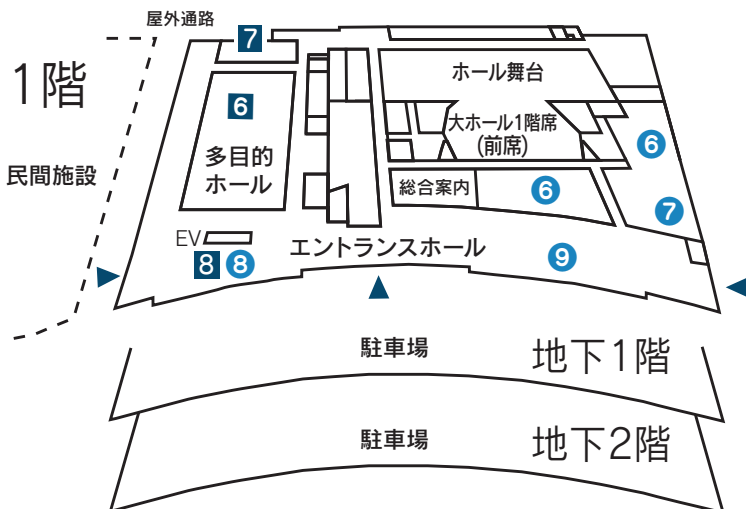 屋外通路
7
1階
ホール舞台
6
大ホール1階席
(前席)
6
多目的
ホール
民間施設
総合案内
6
7
EV
エントランスホール
8
8
9
駐車場
地下1階
駐車場
地下2階